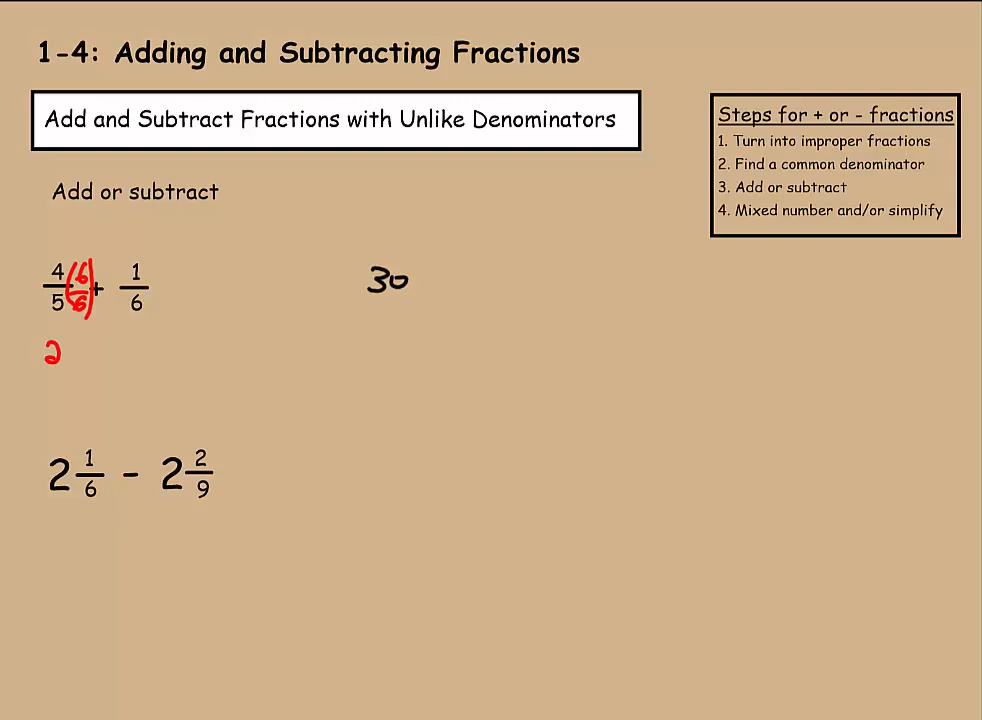 1-4: Adding and Subtracting Fractions
Add and Subtract Fractions with Unlike Denominators
Steps for + or - fractions
1. Turn into improper fractions
2. Find a common denominator
3. Add or subtract
4. Mixed number and/or simplify
Add or subtract
4/5 (6/6) + 1/6
30
2
2 1/6 - 2 2/9